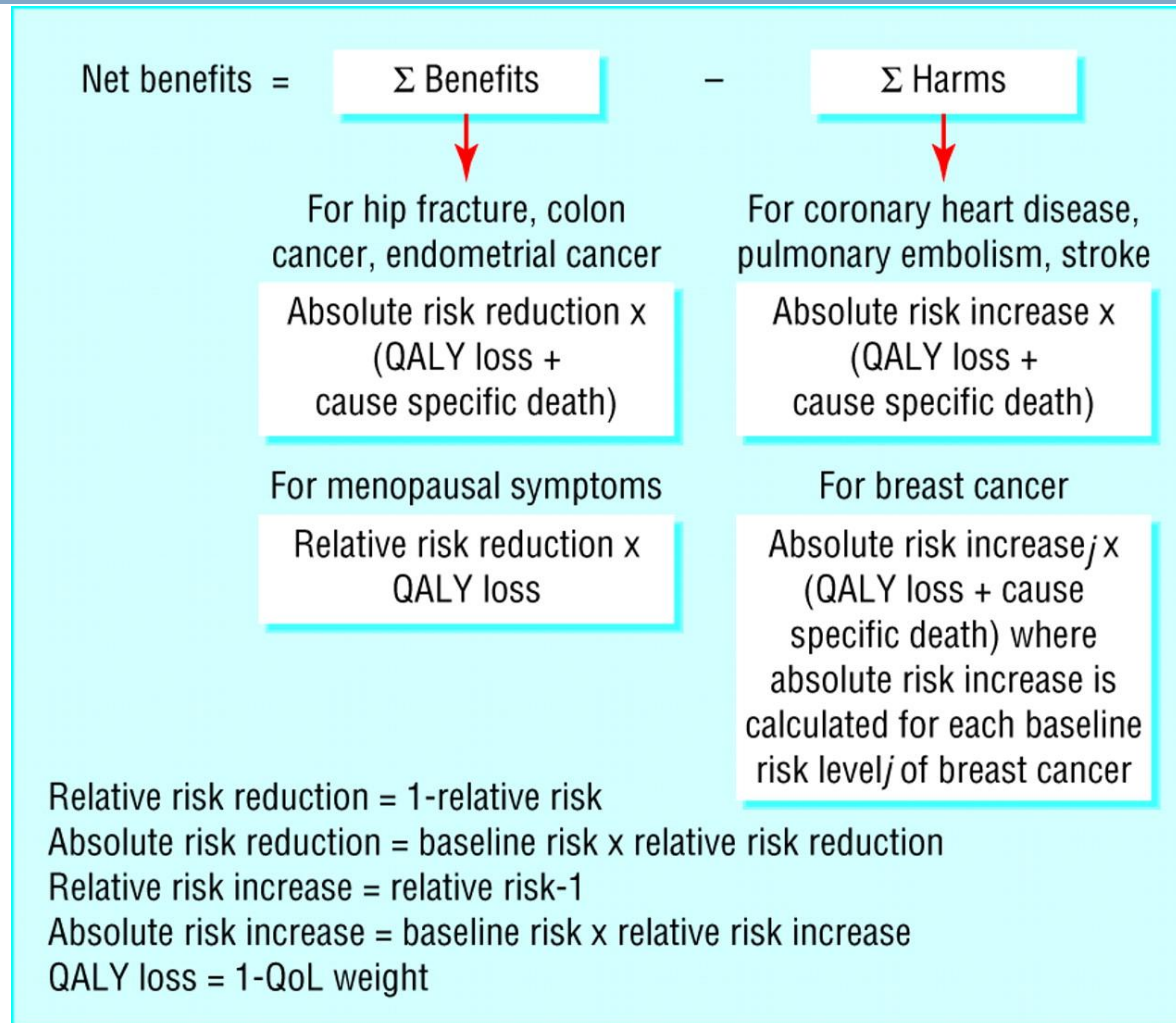 Net benefits = Σ Benefits – Σ Harms
For hip fracture, colon
cancer, endometrial cancer
Absolute risk reduction x
(QALY loss +
cause specific death)
For menopausal symptoms
Relative risk reduction x
QALY loss
For coronary heart disease,
pulmonary embolism, stroke
Absolute risk increase x
(QALY loss +
cause specific death)
For breast cancer
Absolute risk increasej x
(QALY loss + cause
specific death) where
absolute risk increase is
calculated for each baseline
risk levelj of breast cancer
Relative risk reduction = 1-relative risk
Absolute risk reduction = baseline risk x relative risk reduction
Relative risk increase = relative risk-1
Absolute risk increase = baseline risk x relative risk increase
QALY loss = 1-QoL weight